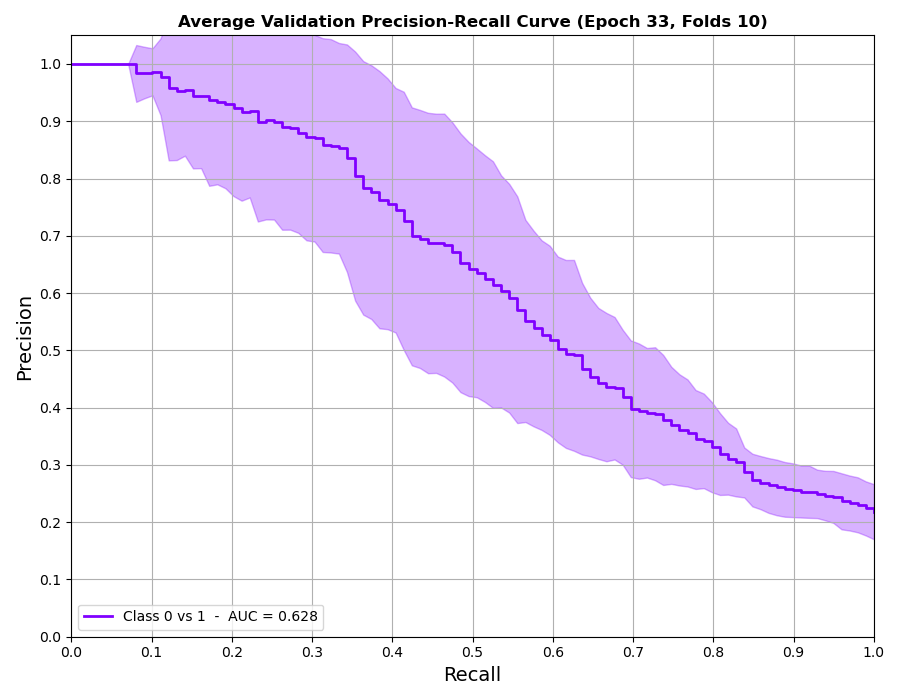 Average Validation Precision-Recall Curve (Epoch 33, Folds 10)
Precision
1.0
0.9
0.8
0.7
0.6
0.5
0.4
0.3
0.2
0.1
0.0
Class 0 vs 1 - AUC = 0.628
0.0 0.1 0.2 0.3 0.4 0.5 0.6 0.7 0.8 0.9 1.0
Recall